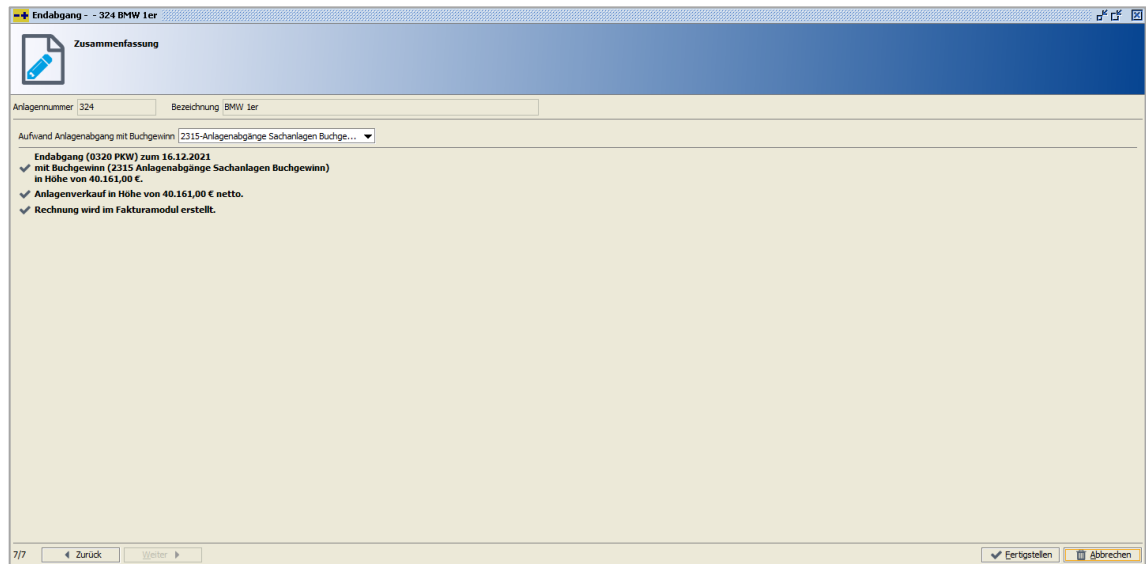 Endabgang - - 324 BMW 1er
Zusammenfassung
Anlagennummer 324 Bezeichnung BMW 1er
Aufwand Anlagenabgang mit Buchgewinn 2315-Anlagenabgänge Sachanlagen Buchge...
Endabgang (0320 PKW) zum 16.12.2021
mit Buchgewinn (2315 Anlagenabgänge Sachanlagen Buchgewinn)
in Höhe von 40.161,00 €.
Anlagenverkauf in Höhe von 40.161,00 € netto.
Rechnung wird im Fakturamodul erstellt.
7/7 Zurück Weiter Fertigstellen Abbrechen